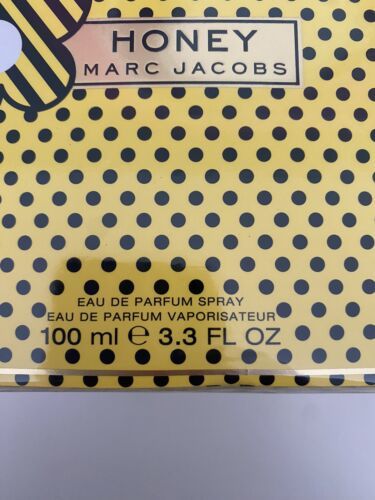 HONEY
MARC JACOBS
EAU DE PARFUM SPRAY
EAU DE PARFUM VAPORISATEUR
100 ml ℮ 3.3 FL OZ